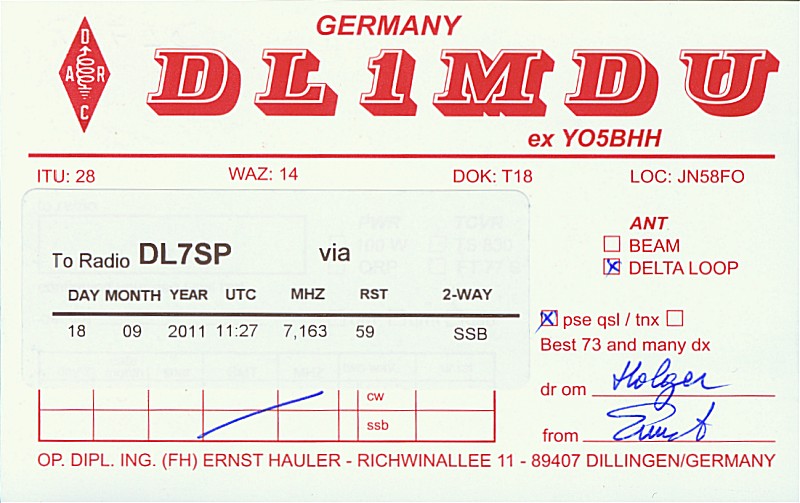 GERMANY
DARC
DL1MDU
ex YO5BHH
ITU: 28 WAZ: 14 DOK: T18 LOC: JN58FO
ANT
BEAM
DELTA LOOP
To Radio DL7SP via
DAY MONTH YEAR UTC MHZ RST 2-WAY
18 09 2011 11:27 7,163 59 SSB
pse qsl / tnx
Best 73 and many dx
cw
ssb
dr om Holger
from Ernst
OP. DIPL. ING. (FH) ERNST HAULER - RICHWINALLEE 11 - 89407 DILLINGEN/GERMANY